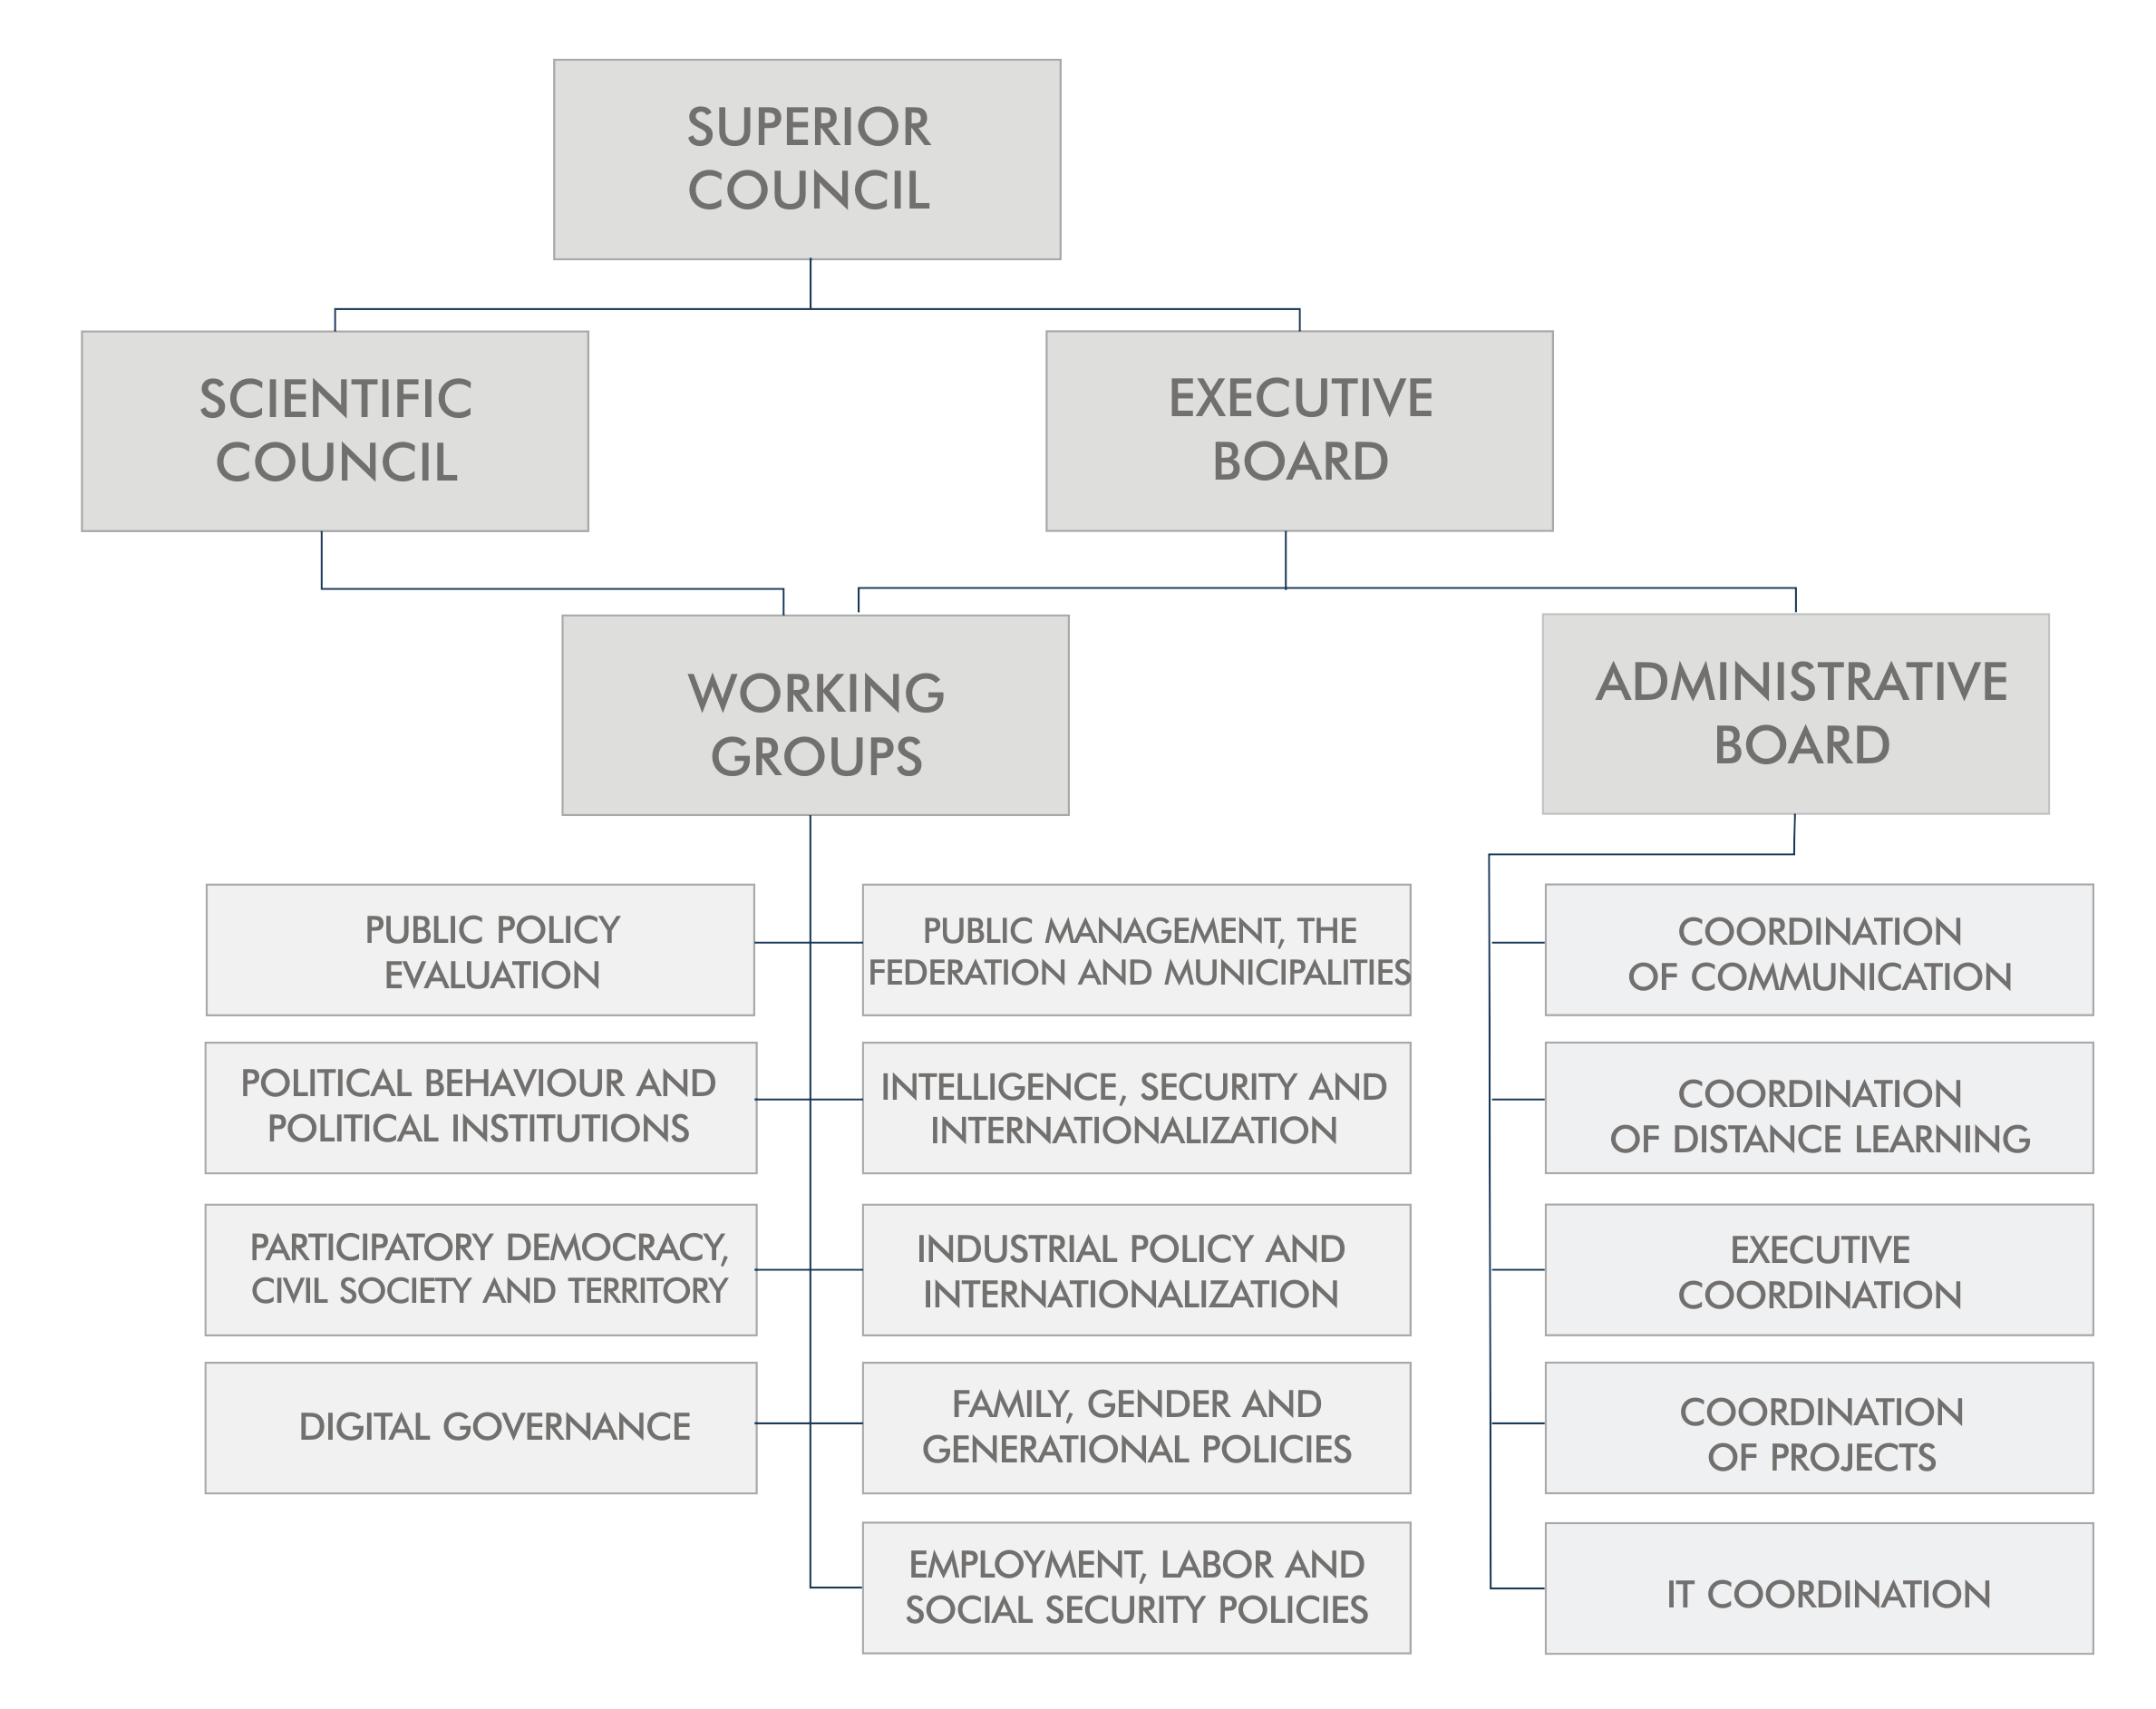 SUPERIOR
COUNCIL
SCIENTIFIC
COUNCIL
EXECUTIVE
BOARD
WORKING
GROUPS
ADMINISTRATIVE
BOARD
PUBLIC POLICY
EVALUATION
PUBLIC MANAGEMENT, THE
FEDERATION AND MUNICIPALITIES
COORDINATION
OF COMMUNICATION
POLITICAL BEHAVIOUR AND
POLITICAL INSTITUTIONS
INTELLIGENCE, SECURITY AND
INTERNATIONALIZATION
COORDINATION
OF DISTANCE LEARNING
PARTICIPATORY DEMOCRACY,
CIVIL SOCIETY AND TERRITORY
INDUSTRIAL POLICY AND
INTERNATIONALIZATION
EXECUTIVE
COORDINATION
DIGITAL GOVERNANCE
FAMILY, GENDER AND
GENERATIONAL POLICIES
COORDINATION
OF PROJECTS
EMPLOYMENT, LABOR AND
SOCIAL SECURITY POLICIES
IT COORDINATION